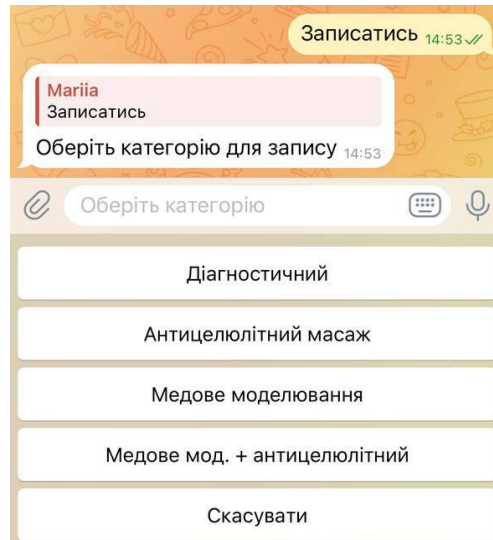 Записатись 14:53
Mariia
Записатись
Оберіть категорію для запису 14:53
Оберіть категорію
Діагностичний
Антицелюлітний масаж
Медове моделювання
Медове мод. + антицелюлітний
Скасувати